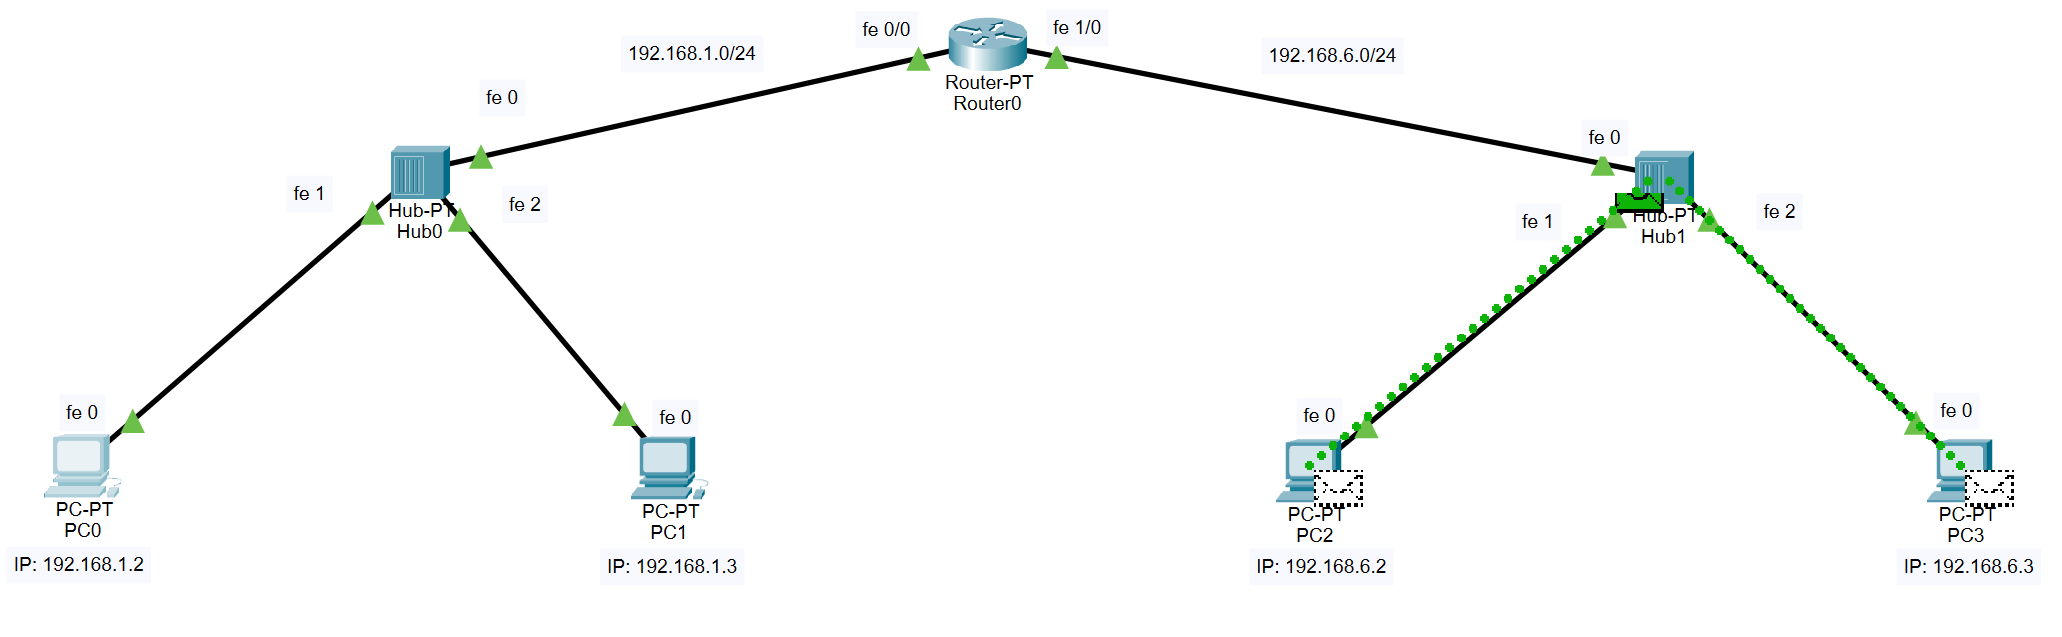 fe 0/0
fe 1/0
192.168.1.0/24
192.168.6.0/24
Router-PT
Router0
fe 0
fe 0
fe 1
Hub-PT
Hub0
fe 2
fe 1
Hub-PT
Hub1
fe 2
fe 0
PC-PT
PC0
IP: 192.168.1.2
fe 0
PC-PT
PC1
IP: 192.168.1.3
fe 0
PC-PT
PC2
IP: 192.168.6.2
fe 0
PC-PT
PC3
IP: 192.168.6.3